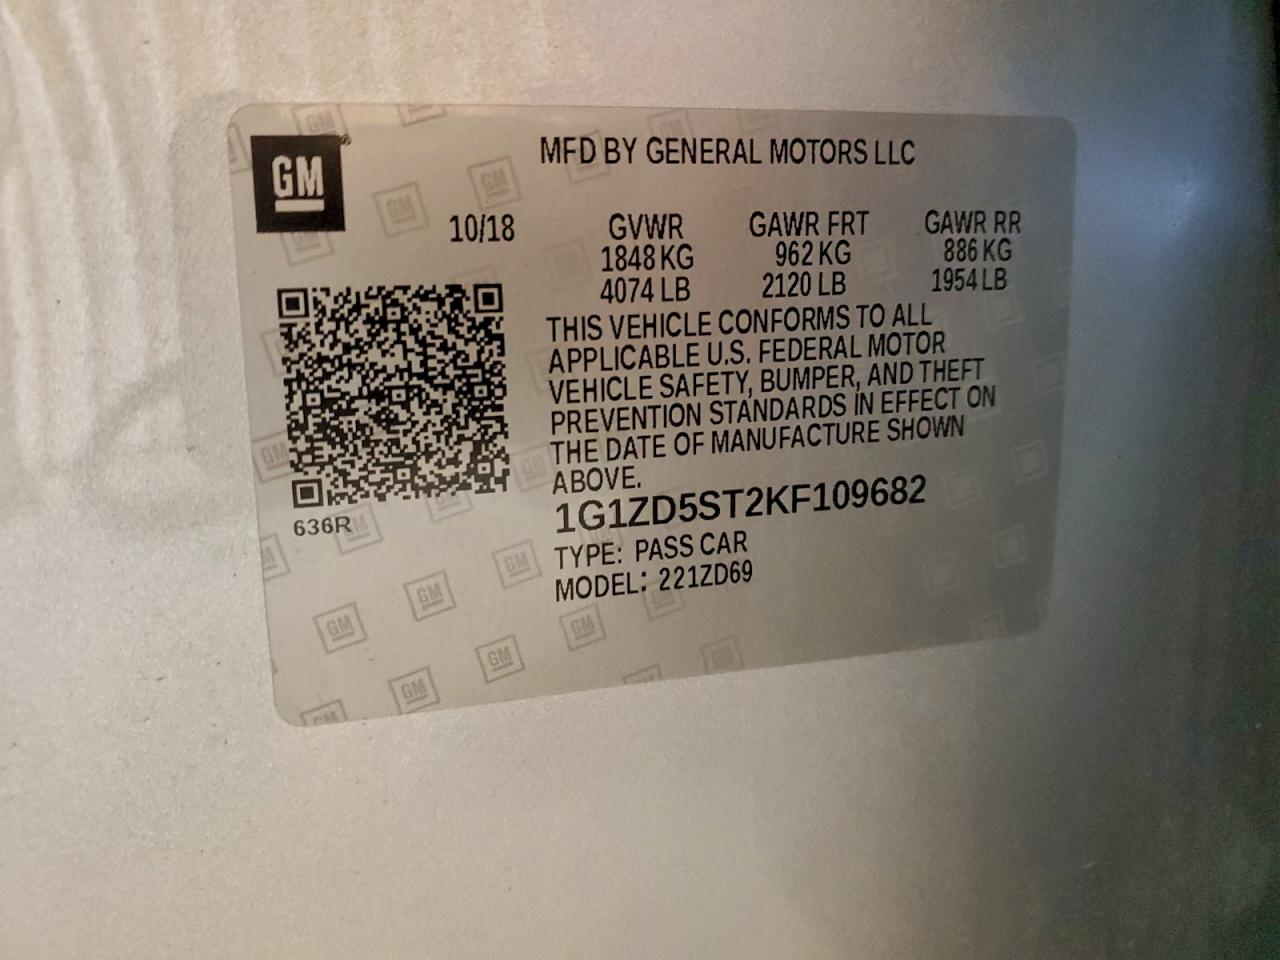 GM
MFD BY GENERAL MOTORS LLC
10/18
GVWR
1848 KG
4074 LB
GAWR FRT
962 KG
2120 LB
GAWR RR
886 KG
1954 LB
THIS VEHICLE CONFORMS TO ALL
APPLICABLE U.S. FEDERAL MOTOR
VEHICLE SAFETY, BUMPER, AND THEFT
PREVENTION STANDARDS IN EFFECT ON
THE DATE OF MANUFACTURE SHOWN
ABOVE.
1G1ZD5ST2KF109682
TYPE: PASS CAR
MODEL: 221ZD69
636R